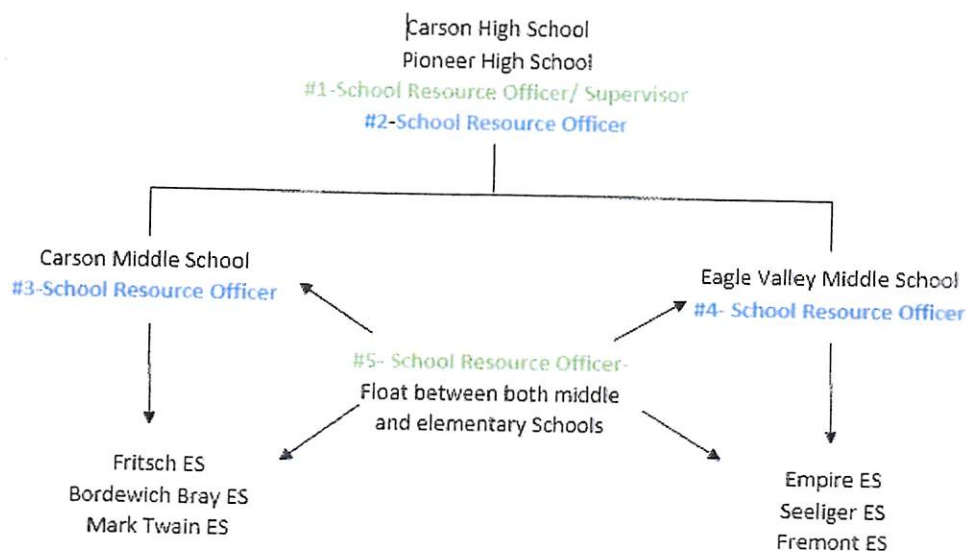 Carson High School
Pioneer High School
#1-School Resource Officer/ Supervisor
#2-School Resource Officer
Carson Middle School
#3-School Resource Officer
Eagle Valley Middle School
#4- School Resource Officer
#5- School Resource Officer-
Float between both middle
and elementary Schools
Fritsch ES
Bordewich Bray ES
Mark Twain ES
Empire ES
Seeliger ES
Fremont ES